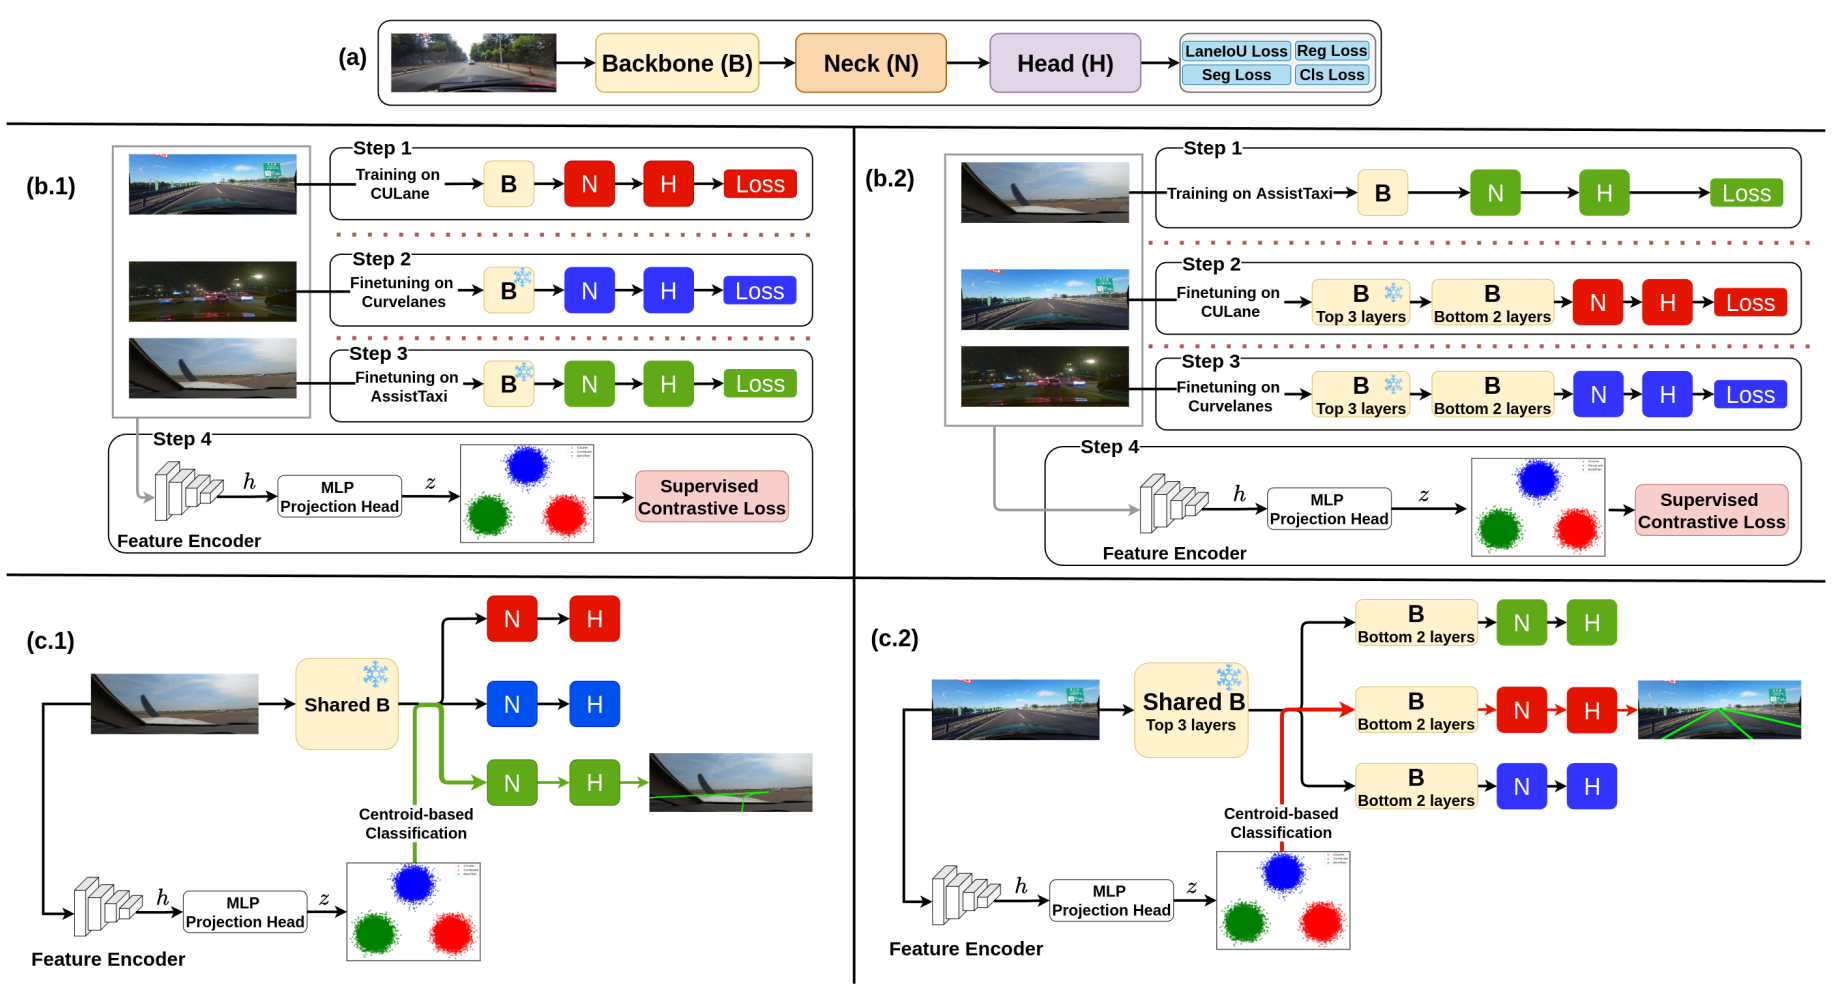 (a)
Backbone (B)
Neck (N)
Head (H)
LaneIoU Loss
Reg Loss
Seg Loss
Cls Loss
(b.1)
Step 1
Training on
CULane
B
N
H
Loss
Step 2
Finetuning on
Curvelanes
B
N
H
Loss
Step 3
Finetuning on
AssistTaxi
B
N
H
Loss
Step 4
h
MLP
Projection Head
z
Supervised
Contrastive Loss
Feature Encoder
(b.2)
Step 1
Training on AssistTaxi
B
N
H
Loss
Step 2
Finetuning on
CULane
B
Top 3 layers
B
Bottom 2 layers
N
H
Loss
Step 3
Finetuning on
Curvelanes
B
Top 3 layers
B
Bottom 2 layers
N
H
Loss
Step 4
h
MLP
Projection Head
z
Supervised
Contrastive Loss
Feature Encoder
(c.1)
Shared B
N
H
N
H
N
H
Centroid-based
Classification
h
MLP
Projection Head
z
Feature Encoder
(c.2)
Shared B
Top 3 layers
B
Bottom 2 layers
N
H
B
Bottom 2 layers
N
H
B
Bottom 2 layers
N
H
Centroid-based
Classification
h
MLP
Projection Head
z
Feature Encoder